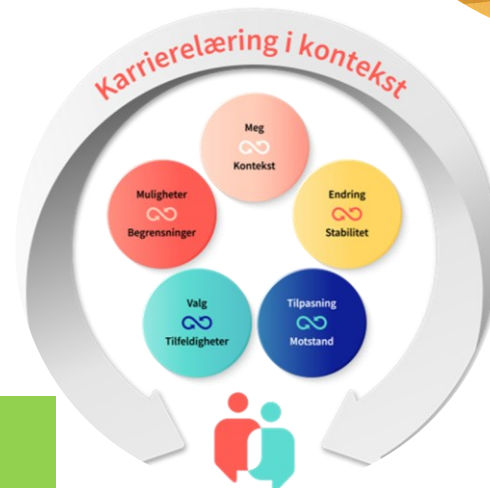 Karrierelæring i kontekst
Meg
Kontekst
Muligheter
Begrensninger
Endring
Stabilitet
Valg
Tilfeldigheter
Tilpasning
Motstand